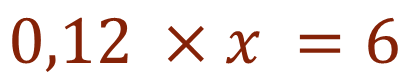 0,12 × x = 6